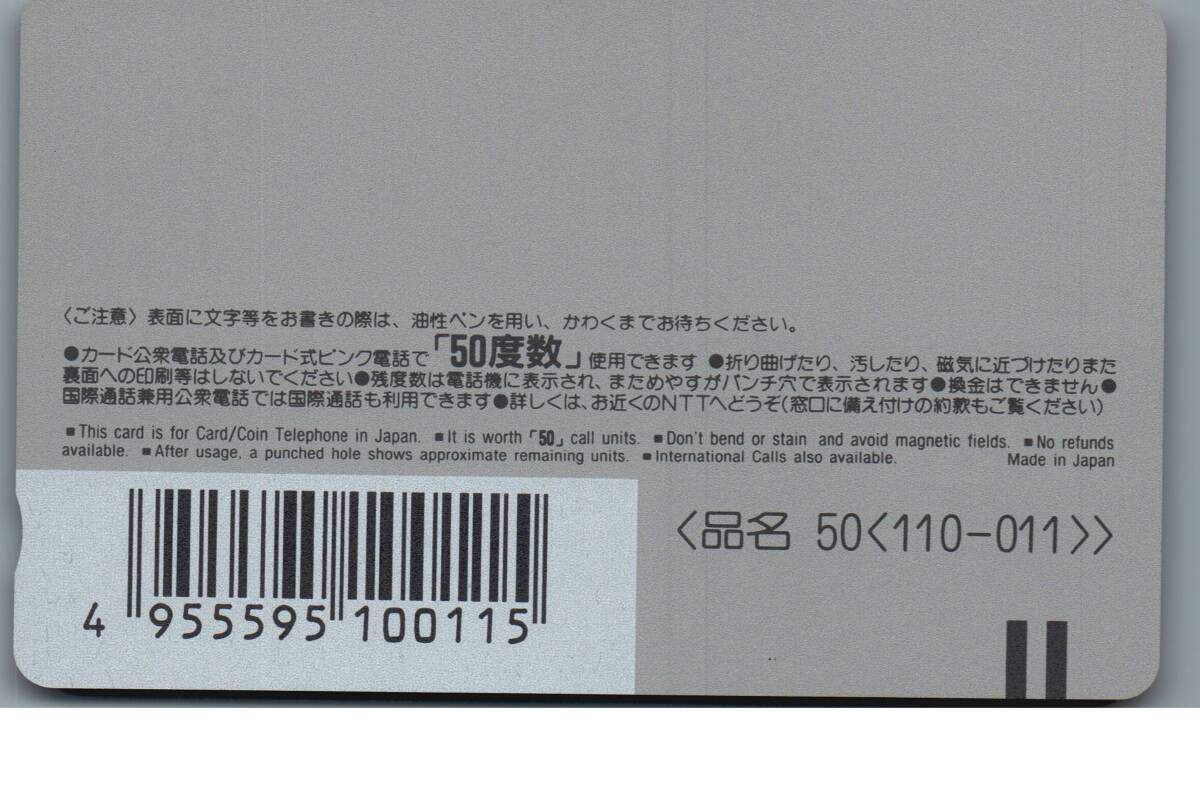 〈ご注意〉表面に文字等をお書きの際は、油性ペンを用い、かわくまでお待ちください。
●カード公衆電話及びカード式ピンク電話で「50度数」使用できます ●折り曲げたり、汚したり、磁気に近づけたりまた
裏面への印刷等はしないでください●残度数は電話機に表示され、まためやすがパンチ穴で表示されます●換金はできません●
国際通話兼用公衆電話では国際通話も利用できます●詳しくは、お近くのNTTへどうぞ(窓口に備え付けの約款もご覧ください)
■This card is for Card/Coin Telephone in Japan. ■It is worth「50」call units. ■Don't bend or stain and avoid magnetic fields. ■No refunds
available. ■After usage, a punched hole shows approximate remaining units. ■International Calls also available. Made in Japan
〈品名 50〈110-011〉〉
4 955595 100115